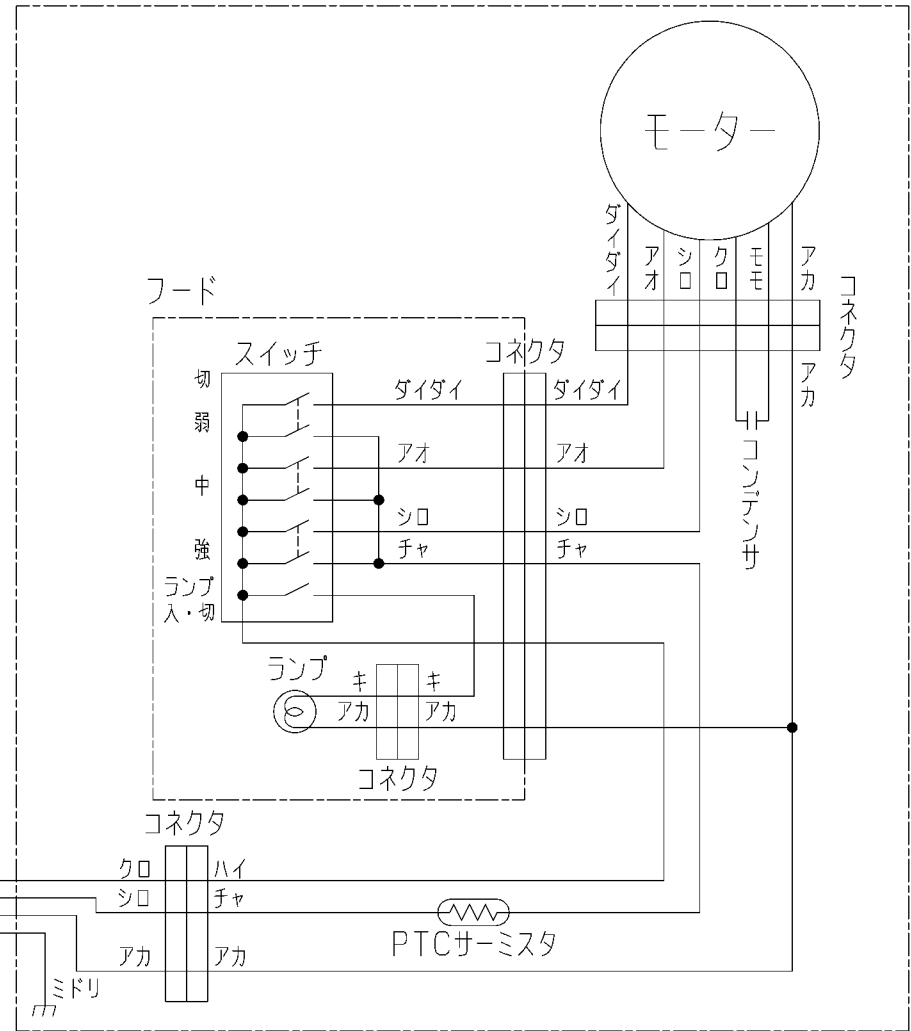 モーター
ダイダイ
アオ
シロ
クロ
モモ
アカ
コネクタ
アカ
コンデンサ
フード
スイッチ
コネクタ
切
弱
中
強
ランプ
入・切
ダイダイ
ダイダイ
アオ
アオ
シロ
シロ
チャ
チャ
ランプ
キ
キ
アカ
アカ
コネクタ
コネクタ
クロ
ハイ
シロ
チャ
PTCサーミスタ
アカ
アカ
ミドリ